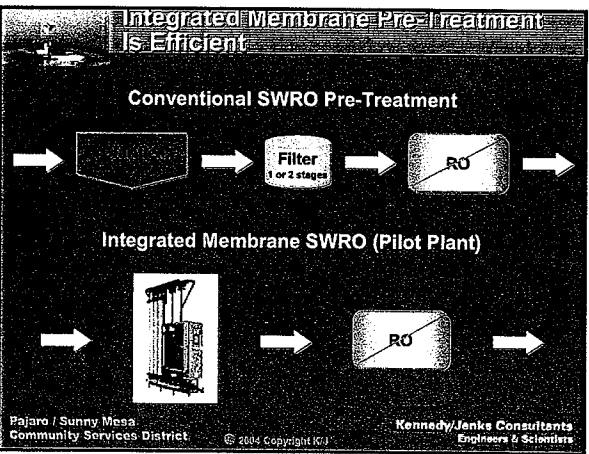 Integrated Membrane Pre-Treatment
Is Efficient
Conventional SWRO Pre-Treatment
Filter
1 or 2 stages
RO
Integrated Membrane SWRO (Pilot Plant)
RO
Pajaro / Sunny Mesa
Community Services District
© 2004 Copyright K/J
Kennedy/Jenks Consultants
Engineers & Scientists